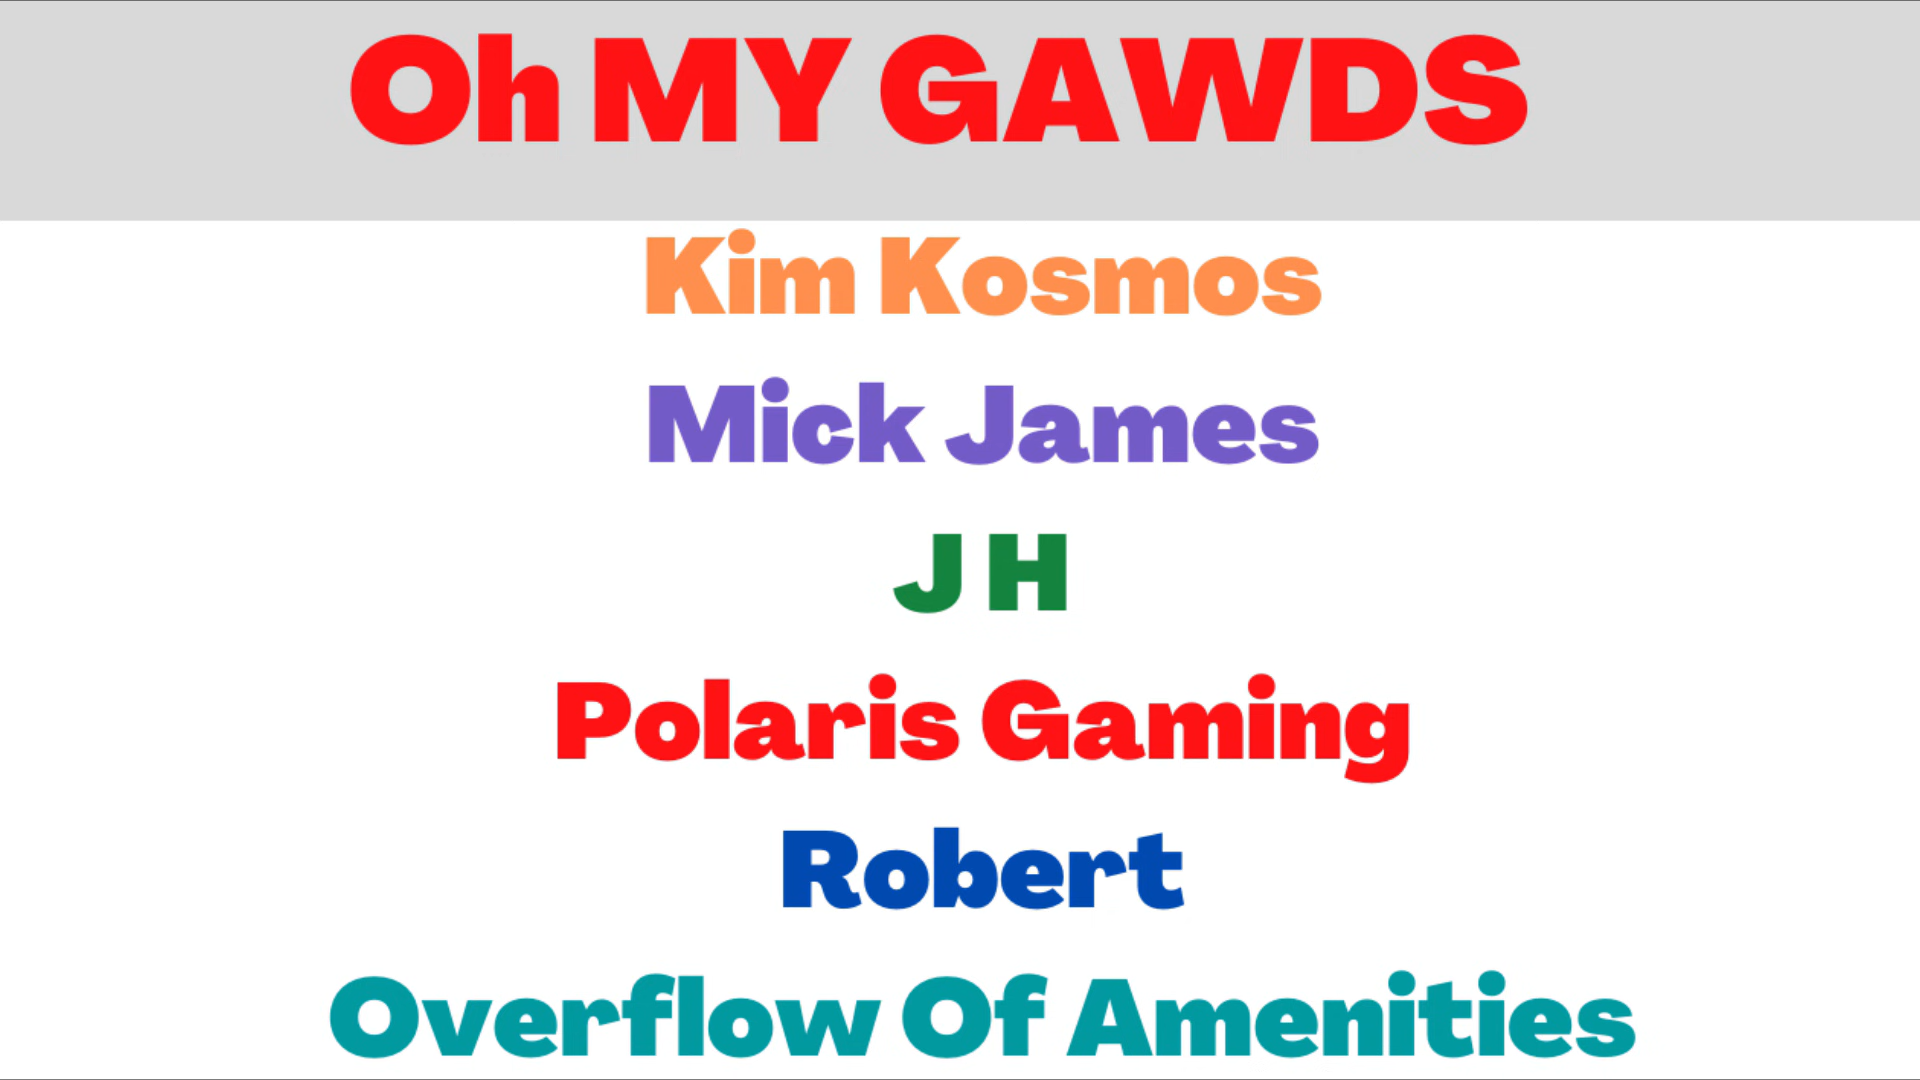 Oh MY GAWDS
Kim Kosmos
Mick James
J H
Polaris Gaming
Robert
Overflow Of Amenities